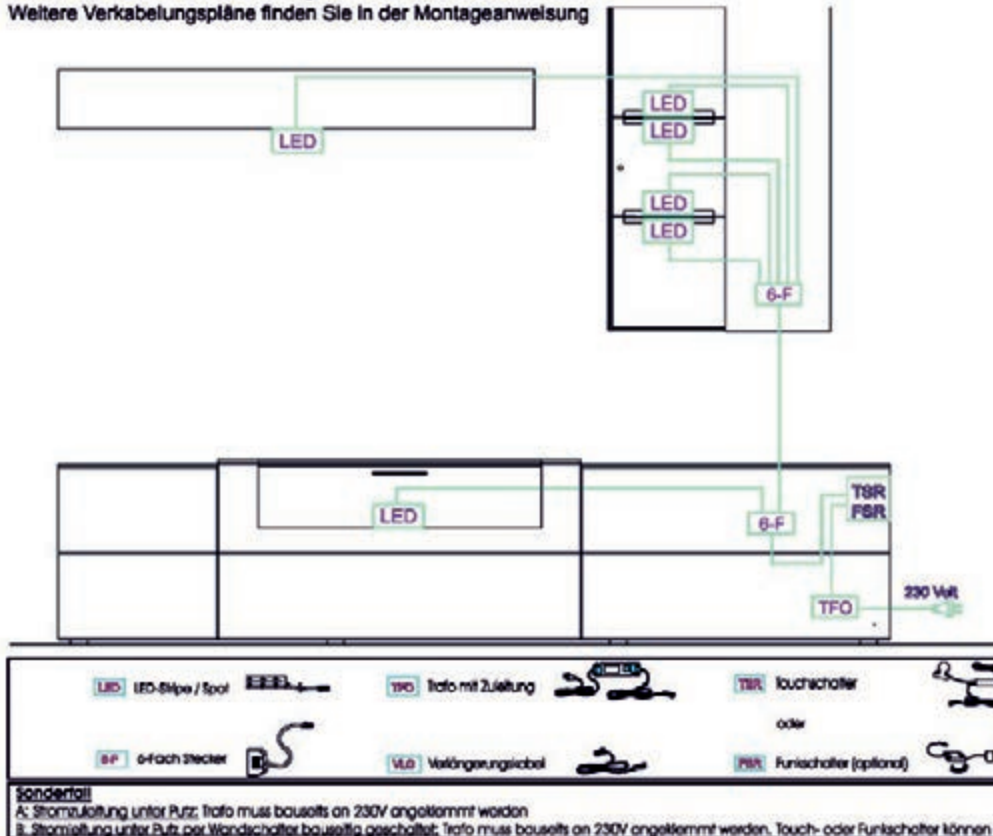 Weitere Verkabelungspläne finden Sie in der Montageanweisung
LED
LED
LED
LED
LED
6-F
LED
6-F
TSR
FSR
TFO
230 Volt
LED LED-Stripe / Spot
TFO Trafo mit Zuleitung
TSR Touchschalter
oder
6-F 6-Fach Stecker
VLG Verlängerungskabel
FSR Funkschalter (optional)
Sonderfall
A: Stromzuleitung unter Putz: Trafo muss bauseits an 230V angeklemmt werden
B: Stromleitung unter Putz per Wandschalter bauseitig geschaltet: Trafo muss bauseits an 230V angeklemmt werden. Touch- oder Funkschalter können